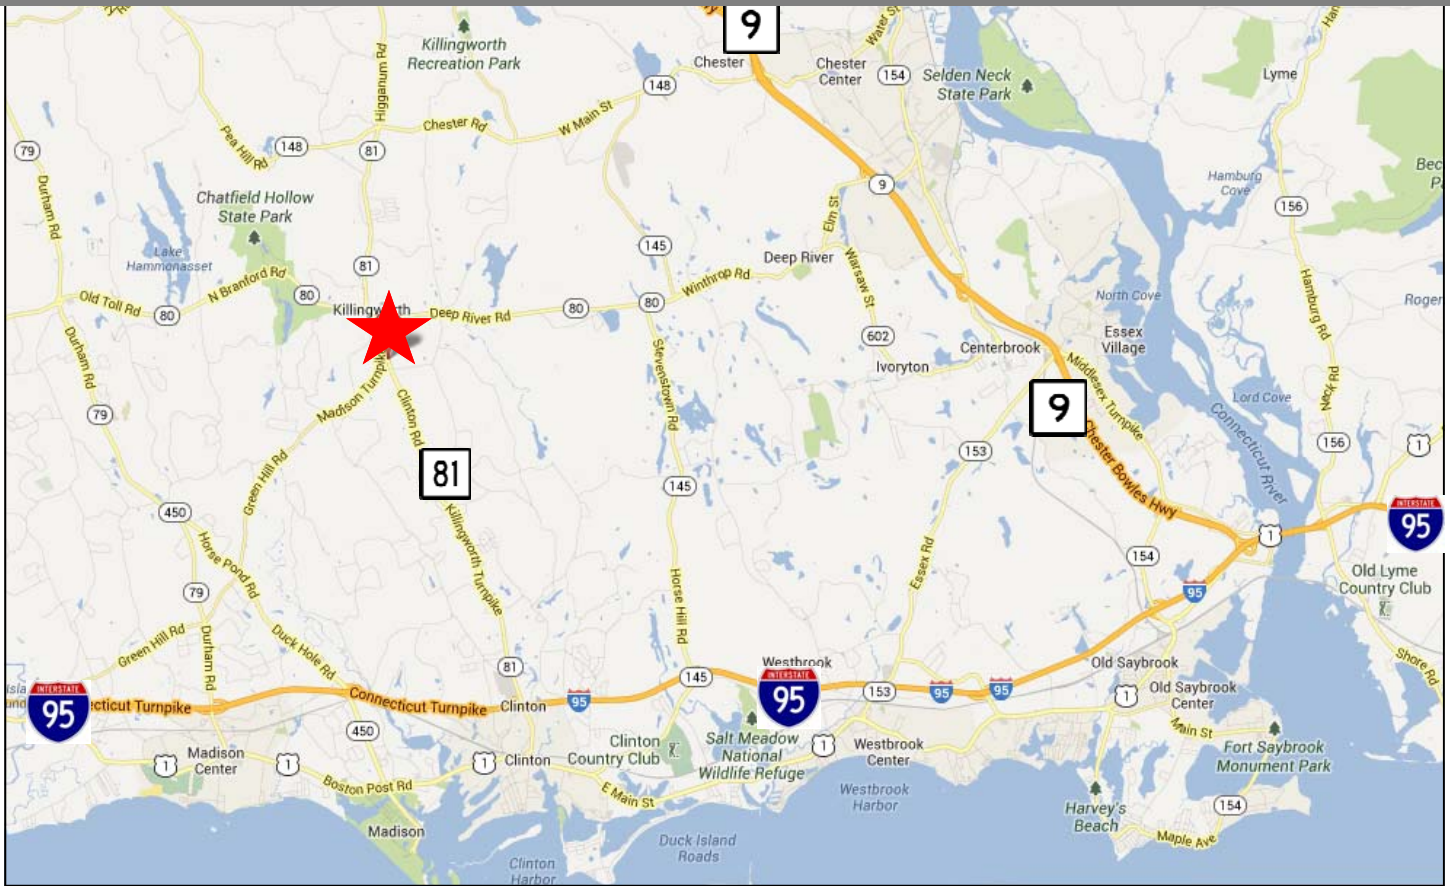 9
Killingworth
Recreation Park
Chester
Chester
Center
Water St
154
Selden Neck
State Park
Lyme
Higganum Rd
148
W Main St
Chester Rd
79
Pea Hill Rd
148
81
9
Hamburg
Cove
156
Durham Rd
Chatfield Hollow
State Park
Elm St
Lake
Hammonasset
145
Deep River
Warsaw St
81
N Branford Rd
Winthrop Rd
Old Toll Rd
80
80
Killingworth
Deep River Rd
80
80
North Cove
Hamburg Rd
Durham Rd
602
Centerbrook
Essex
Village
Ivoryton
Stevenstown Rd
Middlesex Turnpike
Neck Rd
Madison Turnpike
Clinton Rd
79
9
Lord Cove
Connecticut River
156
1
Chester Bowles Hwy
153
Green Hill Rd
81
145
450
Killingworth Turnpike
INTERSTATE
95
1
Horse Pond Rd
Essex Rd
154
79
95
Old Lyme
Country Club
Horse Hill Rd
Green Hill Rd
Durham Rd
Duck Hole Rd
Shore Rd
81
145
Westbrook
Old Saybrook
INTERSTATE
95
ecticut Turnpike
Connecticut Turnpike
Clinton
95
INTERSTATE
95
153
95
95
1
Old Saybrook
Center
450
Main St
Madison
Center
1
1
1
Clinton
Clinton
Country Club
Salt Meadow
National
Wildlife Refuge
1
Westbrook
Center
Fort Saybrook
Monument Park
Boston Post Rd
E Main St
Westbrook
Harbor
Harvey's
Beach
154
Madison
Maple Ave
Duck Island
Roads
Clinton
Harbor